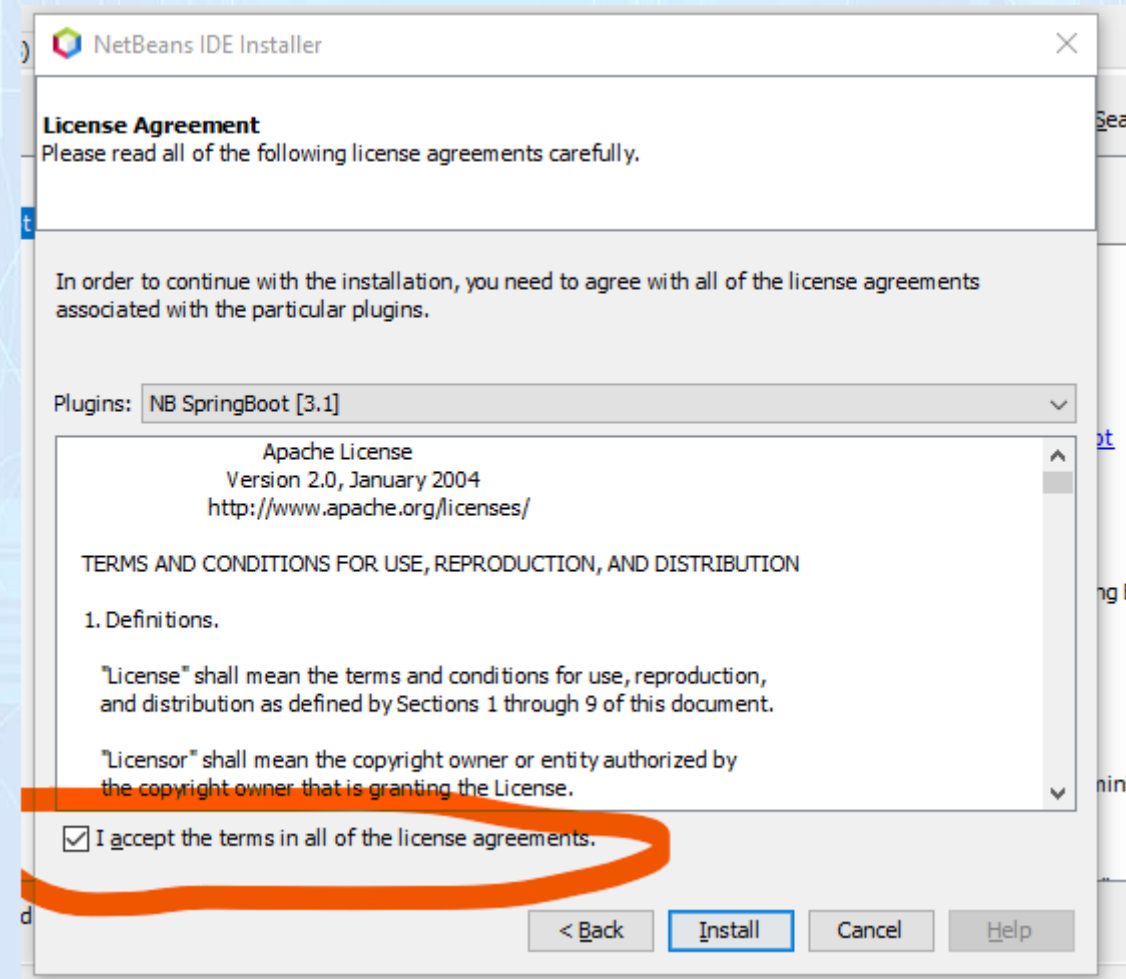 NetBeans IDE Installer
License Agreement
Please read all of the following license agreements carefully.
In order to continue with the installation, you need to agree with all of the license agreements
associated with the particular plugins.
Plugins: NB SpringBoot [3.1]
Apache License
Version 2.0, January 2004
http://www.apache.org/licenses/
TERMS AND CONDITIONS FOR USE, REPRODUCTION, AND DISTRIBUTION
1. Definitions.
"License" shall mean the terms and conditions for use, reproduction,
and distribution as defined by Sections 1 through 9 of this document.
"Licensor" shall mean the copyright owner or entity authorized by
the copyright owner that is granting the License.
I accept the terms in all of the license agreements.
< Back Install Cancel Help